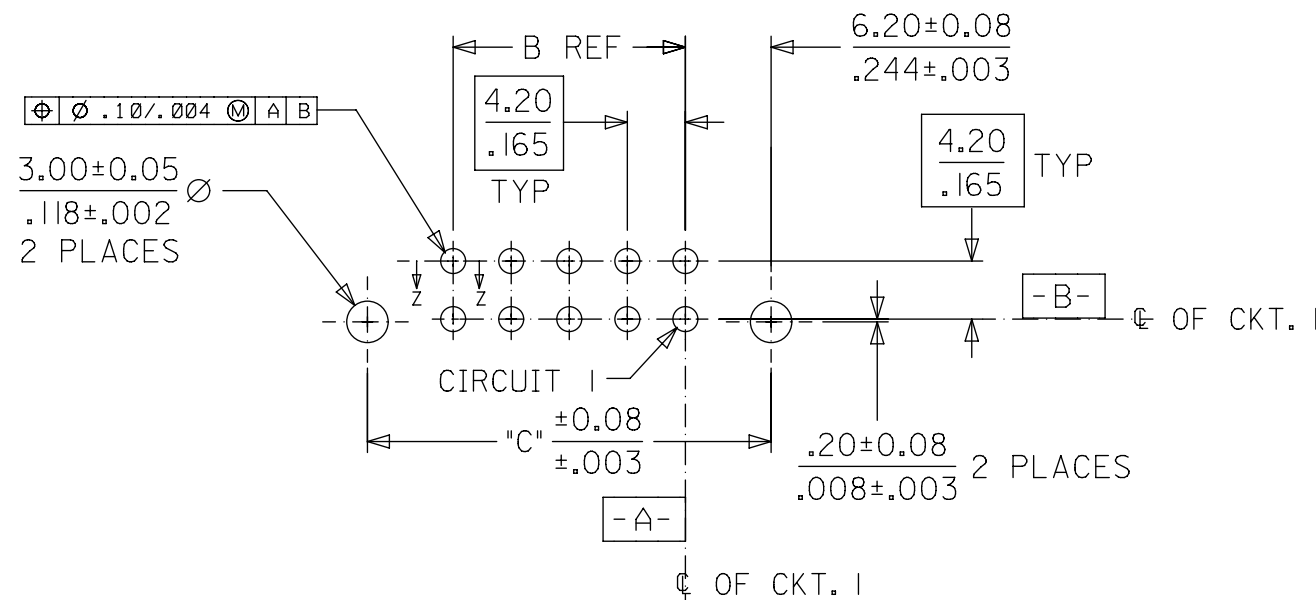 B REF
6.20±0.08
.244±.003
⌖ Ø .10/.004 Ⓜ A B
4.20
.165
TYP
3.00±0.05
.118±.002
Ø
2 PLACES
4.20
.165
TYP
Z Z
-B-
℄ OF CKT. 1
CIRCUIT 1
"C" ±0.08
±.003
.20±0.08
.008±.003
2 PLACES
-A-
℄ OF CKT. 1